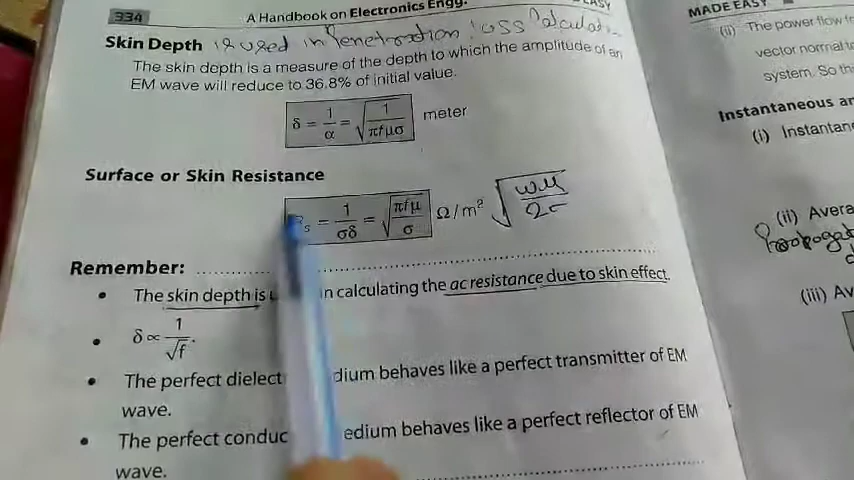 334
A Handbook on Electronics Engg.
Skin Depth is used in Penetration loss Calculati
The skin depth is a measure of the depth to which the amplitude of an
EM wave will reduce to 36.8% of initial value.
δ = 1/α = √(1/πfμσ) meter
Surface or Skin Resistance
Rs = 1/σδ = √(πfμ/σ) Ω/m² √(ωμ/2σ)
Remember:
• The skin depth is in calculating the ac resistance due to skin effect.
• δ ∝ 1/√f.
• The perfect dielect dium behaves like a perfect transmitter of EM
wave.
• The perfect conduc edium behaves like a perfect reflector of EM
wave.
MADE EASY
(ii) The power flow
vector normal t
system. So th
Instantaneous a
(i) Instantan
(ii) Avera
Propogat
(iii) Av